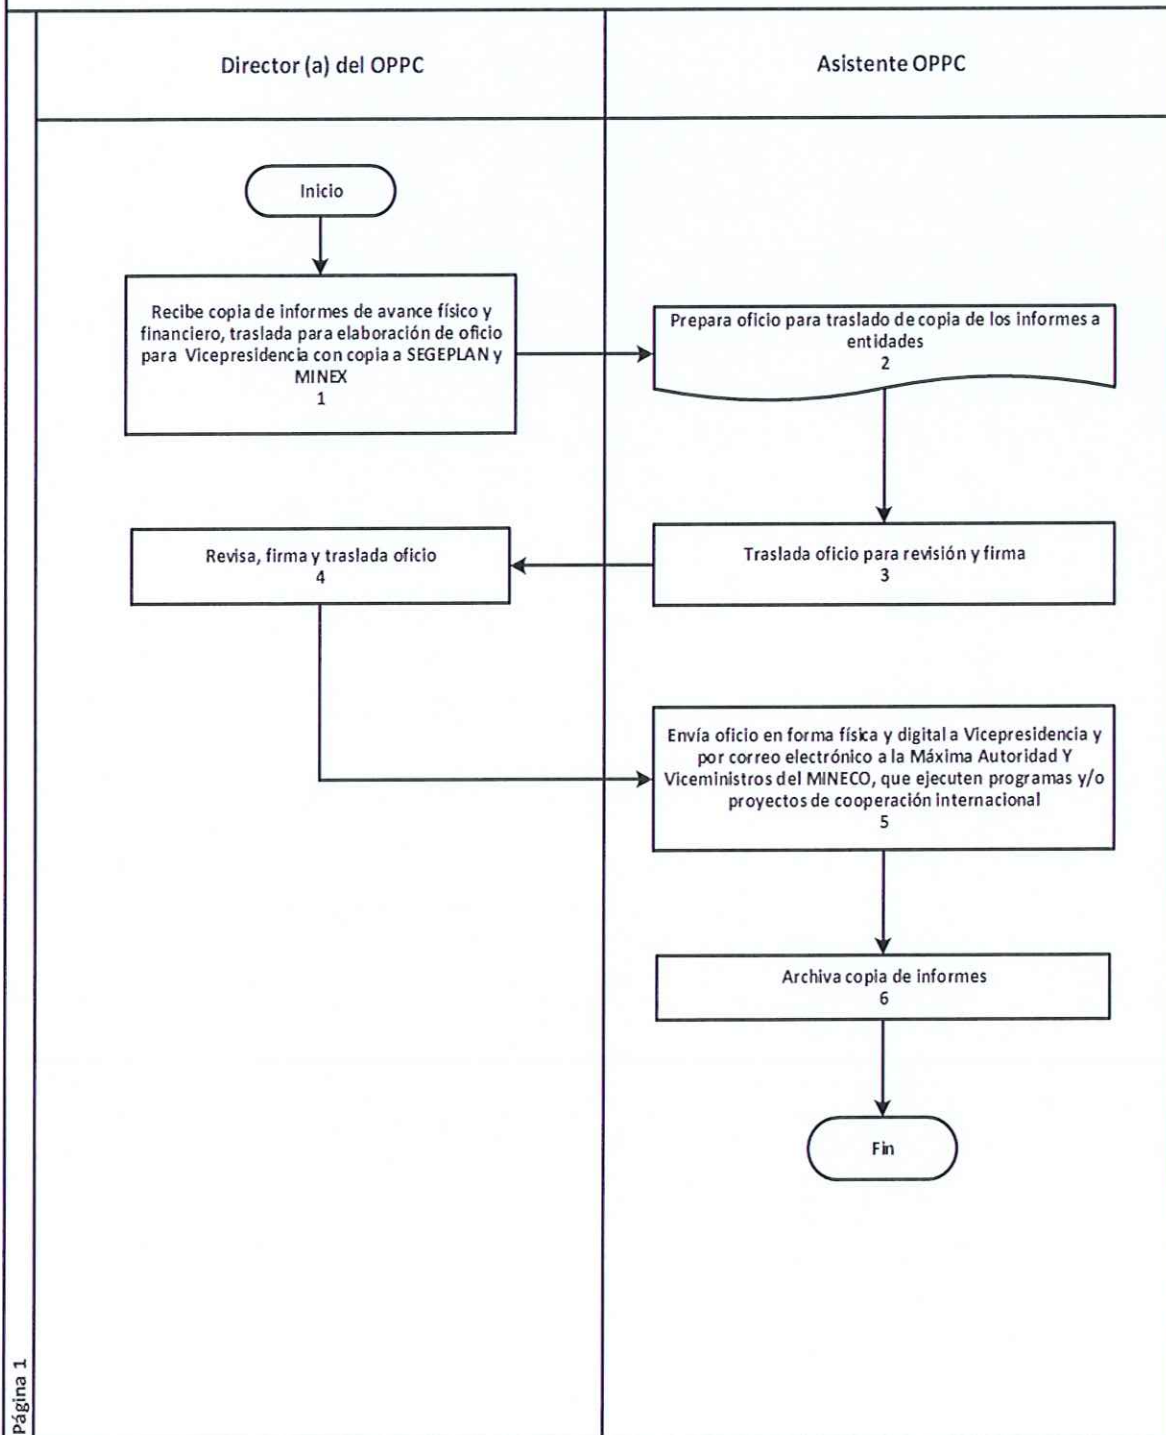 Director (a) del OPPC
Asistente OPPC
Inicio
Recibe copia de informes de avance físico y
financiero, traslada para elaboración de oficio
para Vicepresidencia con copia a SEGEPLAN y
MINEX
1
Prepara oficio para traslado de copia de los informes a
entidades
2
Traslada oficio para revisión y firma
3
Revisa, firma y traslada oficio
4
Envía oficio en forma física y digital a Vicepresidencia y
por correo electrónico a la Máxima Autoridad Y
Viceministros del MINECO, que ejecuten programas y/o
proyectos de cooperación internacional
5
Archiva copia de informes
6
Fin
Página 1